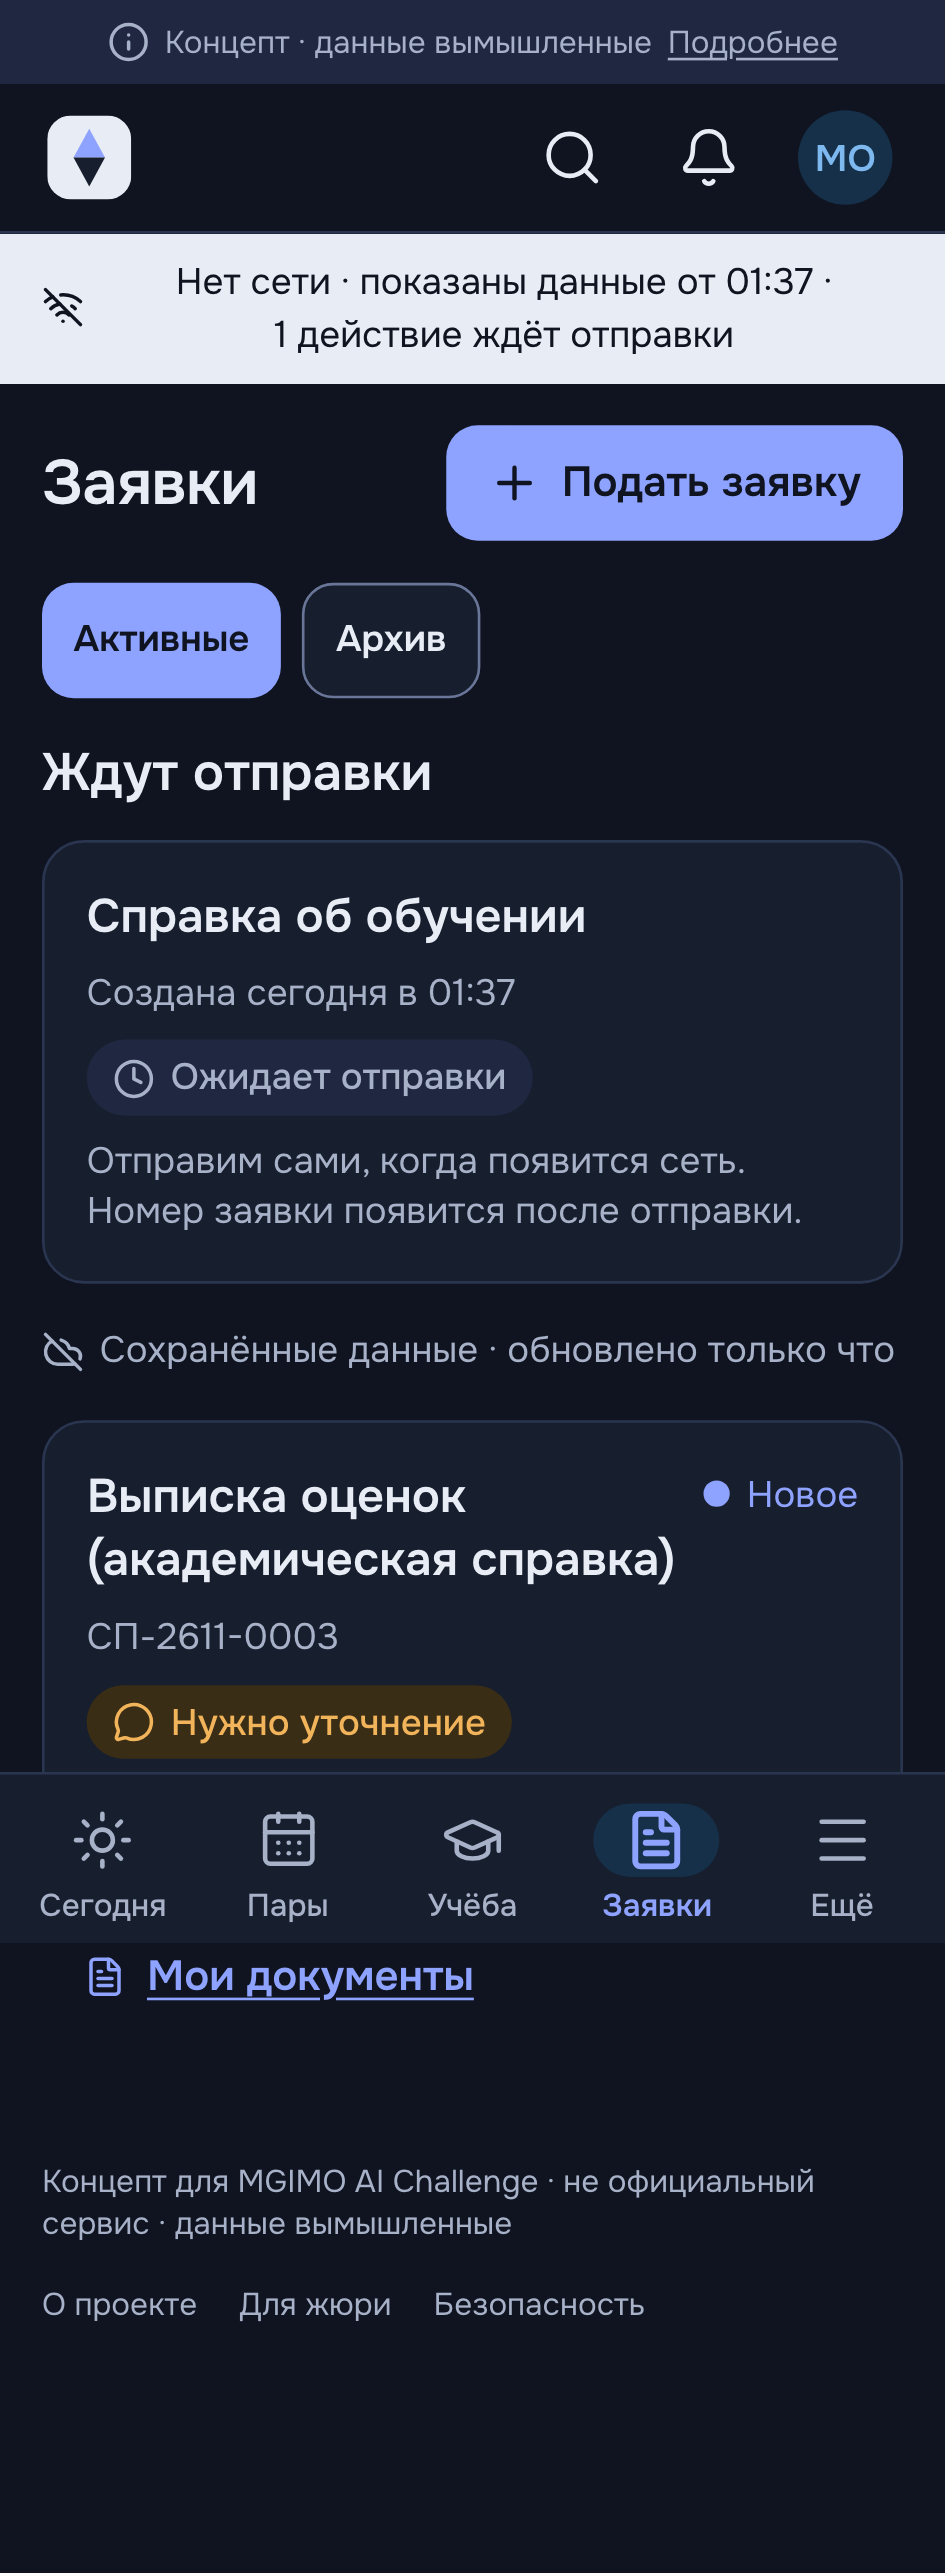 Концепт · данные вымышленные Подробнее
МО
Нет сети · показаны данные от 01:37 ·
1 действие ждёт отправки
Заявки
Подать заявку
Активные
Архив
Ждут отправки
Справка об обучении
Создана сегодня в 01:37
Ожидает отправки
Отправим сами, когда появится сеть.
Номер заявки появится после отправки.
Сохранённые данные · обновлено только что
Выписка оценок
(академическая справка)
Новое
СП-2611-0003
Нужно уточнение
Сегодня
Пары
Учёба
Заявки
Ещё
Мои документы
Концепт для MGIMO AI Challenge · не официальный
сервис · данные вымышленные
О проекте
Для жюри
Безопасность